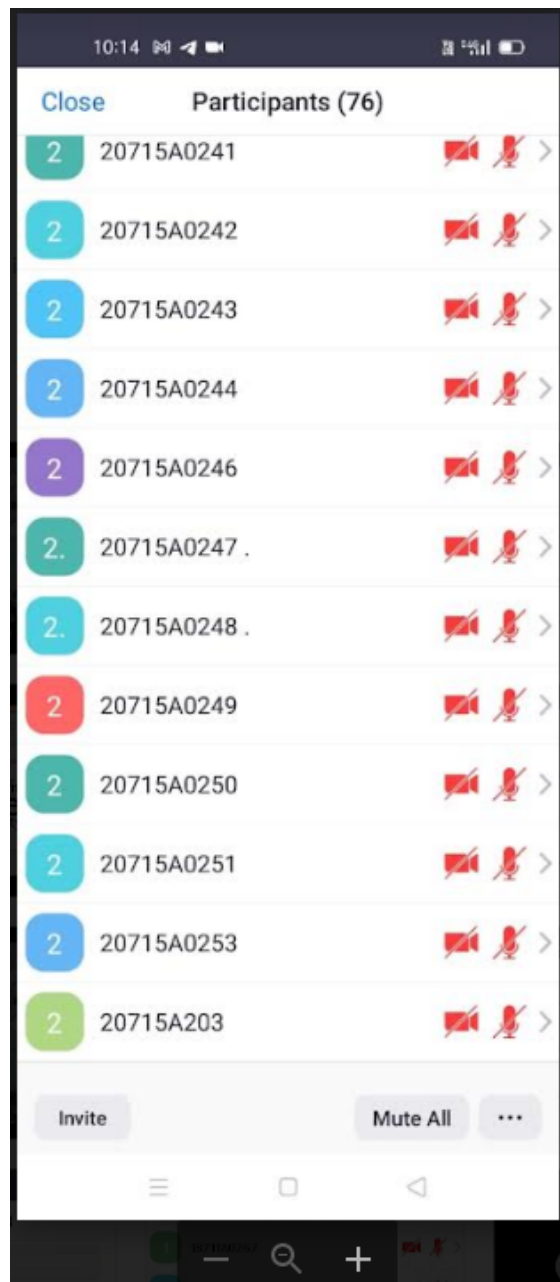 10:14
Close Participants (76)
2 20715A0241
2 20715A0242
2 20715A0243
2 20715A0244
2 20715A0246
2. 20715A0247 .
2. 20715A0248 .
2 20715A0249
2 20715A0250
2 20715A0251
2 20715A0253
2 20715A203
Invite Mute All ...